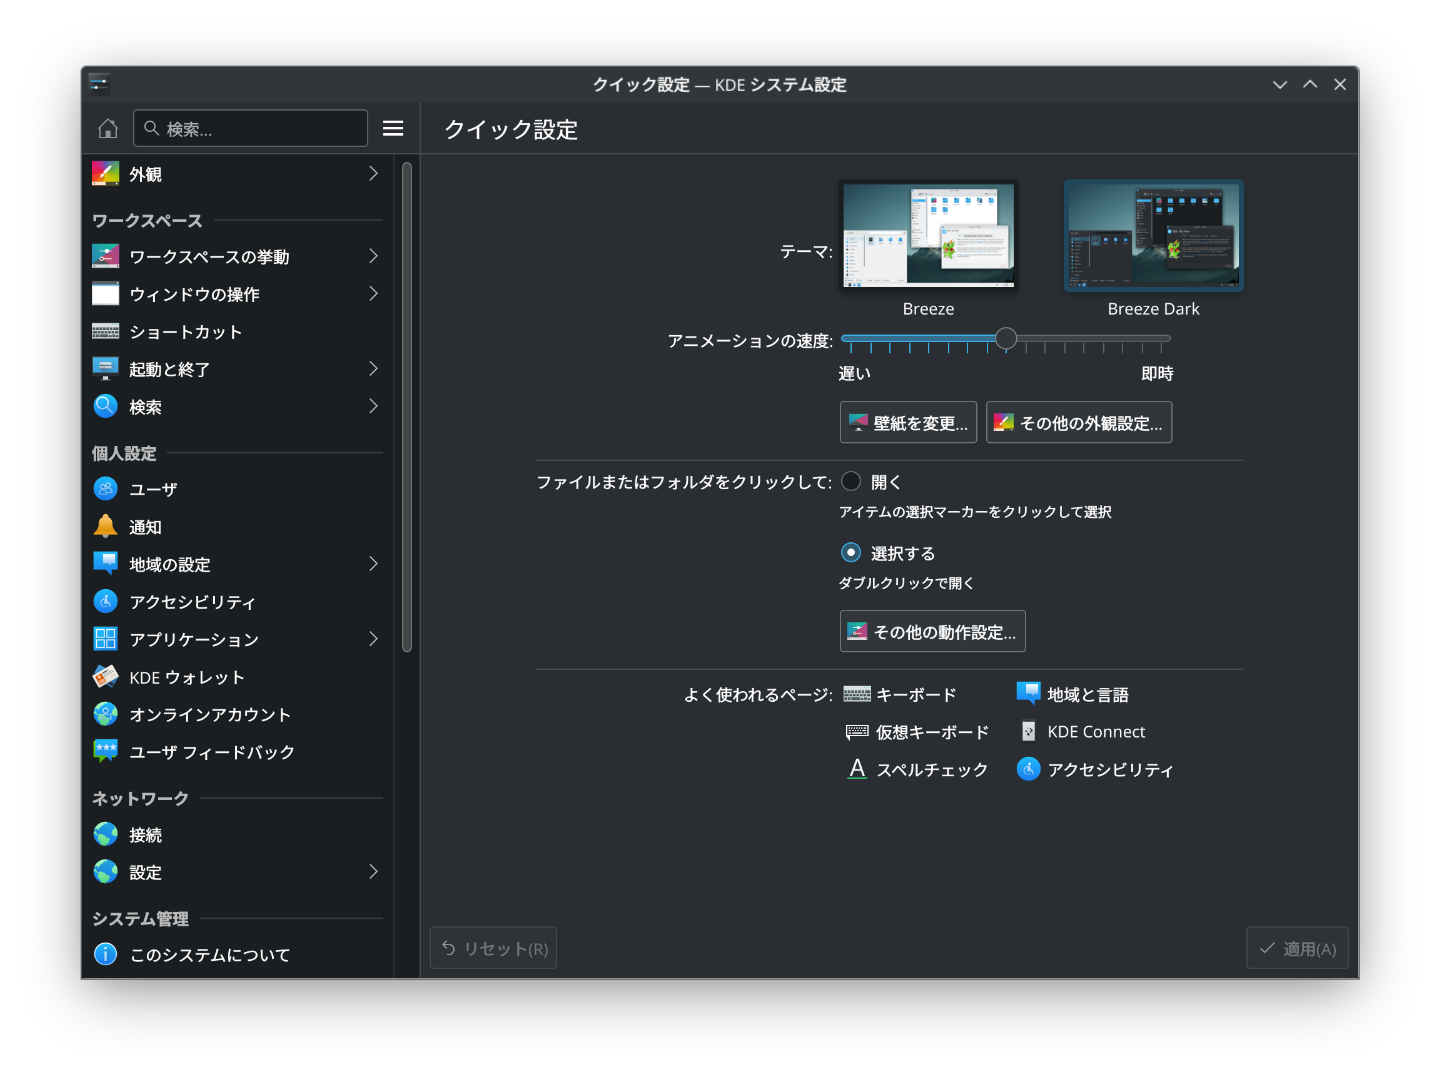 クイック設定 — KDE システム設定
検索...
クイック設定
外観
ワークスペース
ワークスペースの挙動
ウィンドウの操作
ショートカット
起動と終了
検索
個人設定
ユーザ
通知
地域の設定
アクセシビリティ
アプリケーション
KDE ウォレット
オンラインアカウント
ユーザ フィードバック
ネットワーク
接続
設定
システム管理
このシステムについて
テーマ:
Breeze
Breeze Dark
アニメーションの速度:
遅い
即時
壁紙を変更...
その他の外観設定...
ファイルまたはフォルダをクリックして:
開く
アイテムの選択マーカーをクリックして選択
選択する
ダブルクリックで開く
その他の動作設定...
よく使われるページ:
キーボード
地域と言語
仮想キーボード
KDE Connect
スペルチェック
アクセシビリティ
リセット(R)
適用(A)